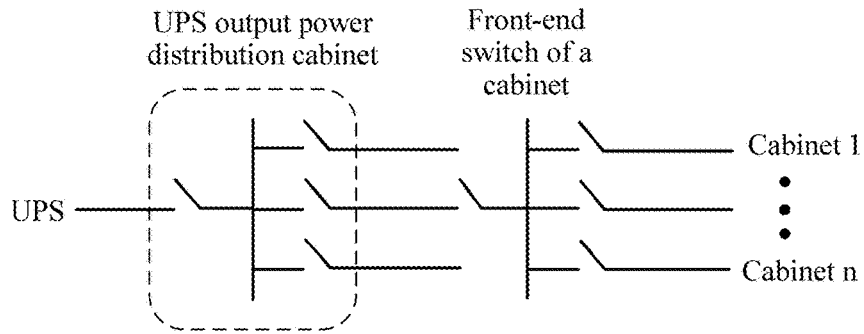 UPS output power
distribution cabinet
Front-end
switch of a
cabinet
UPS
Cabinet 1
Cabinet n